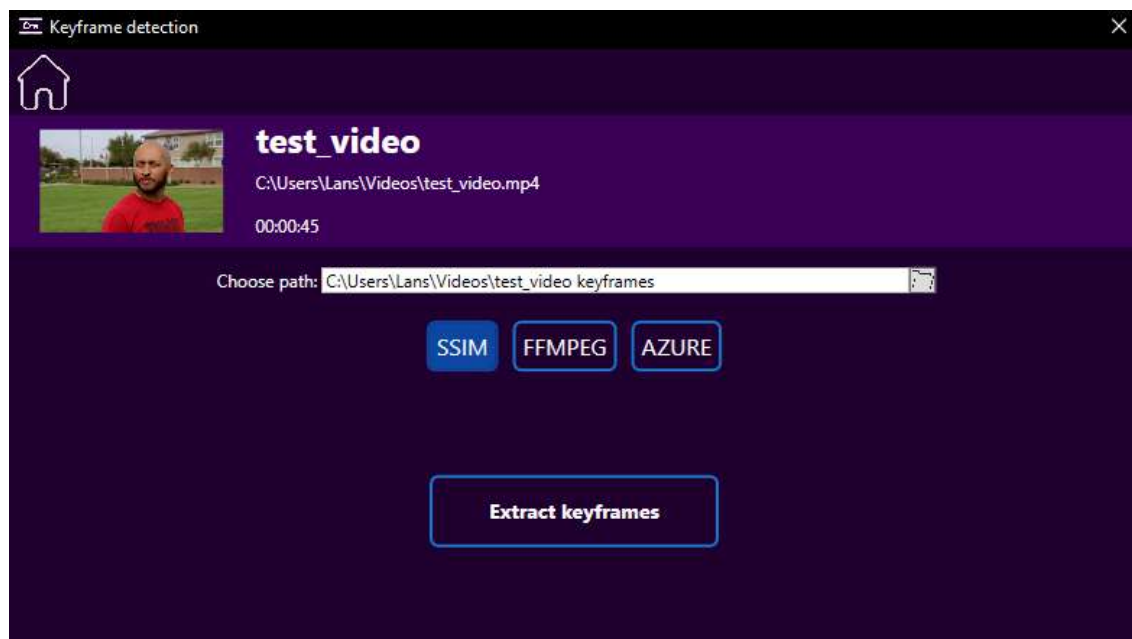 Keyframe detection
test_video
C:\Users\Lans\Videos\test_video.mp4
00:00:45
Choose path: C:\Users\Lans\Videos\test_video keyframes
SSIM FFMPEG AZURE
Extract keyframes